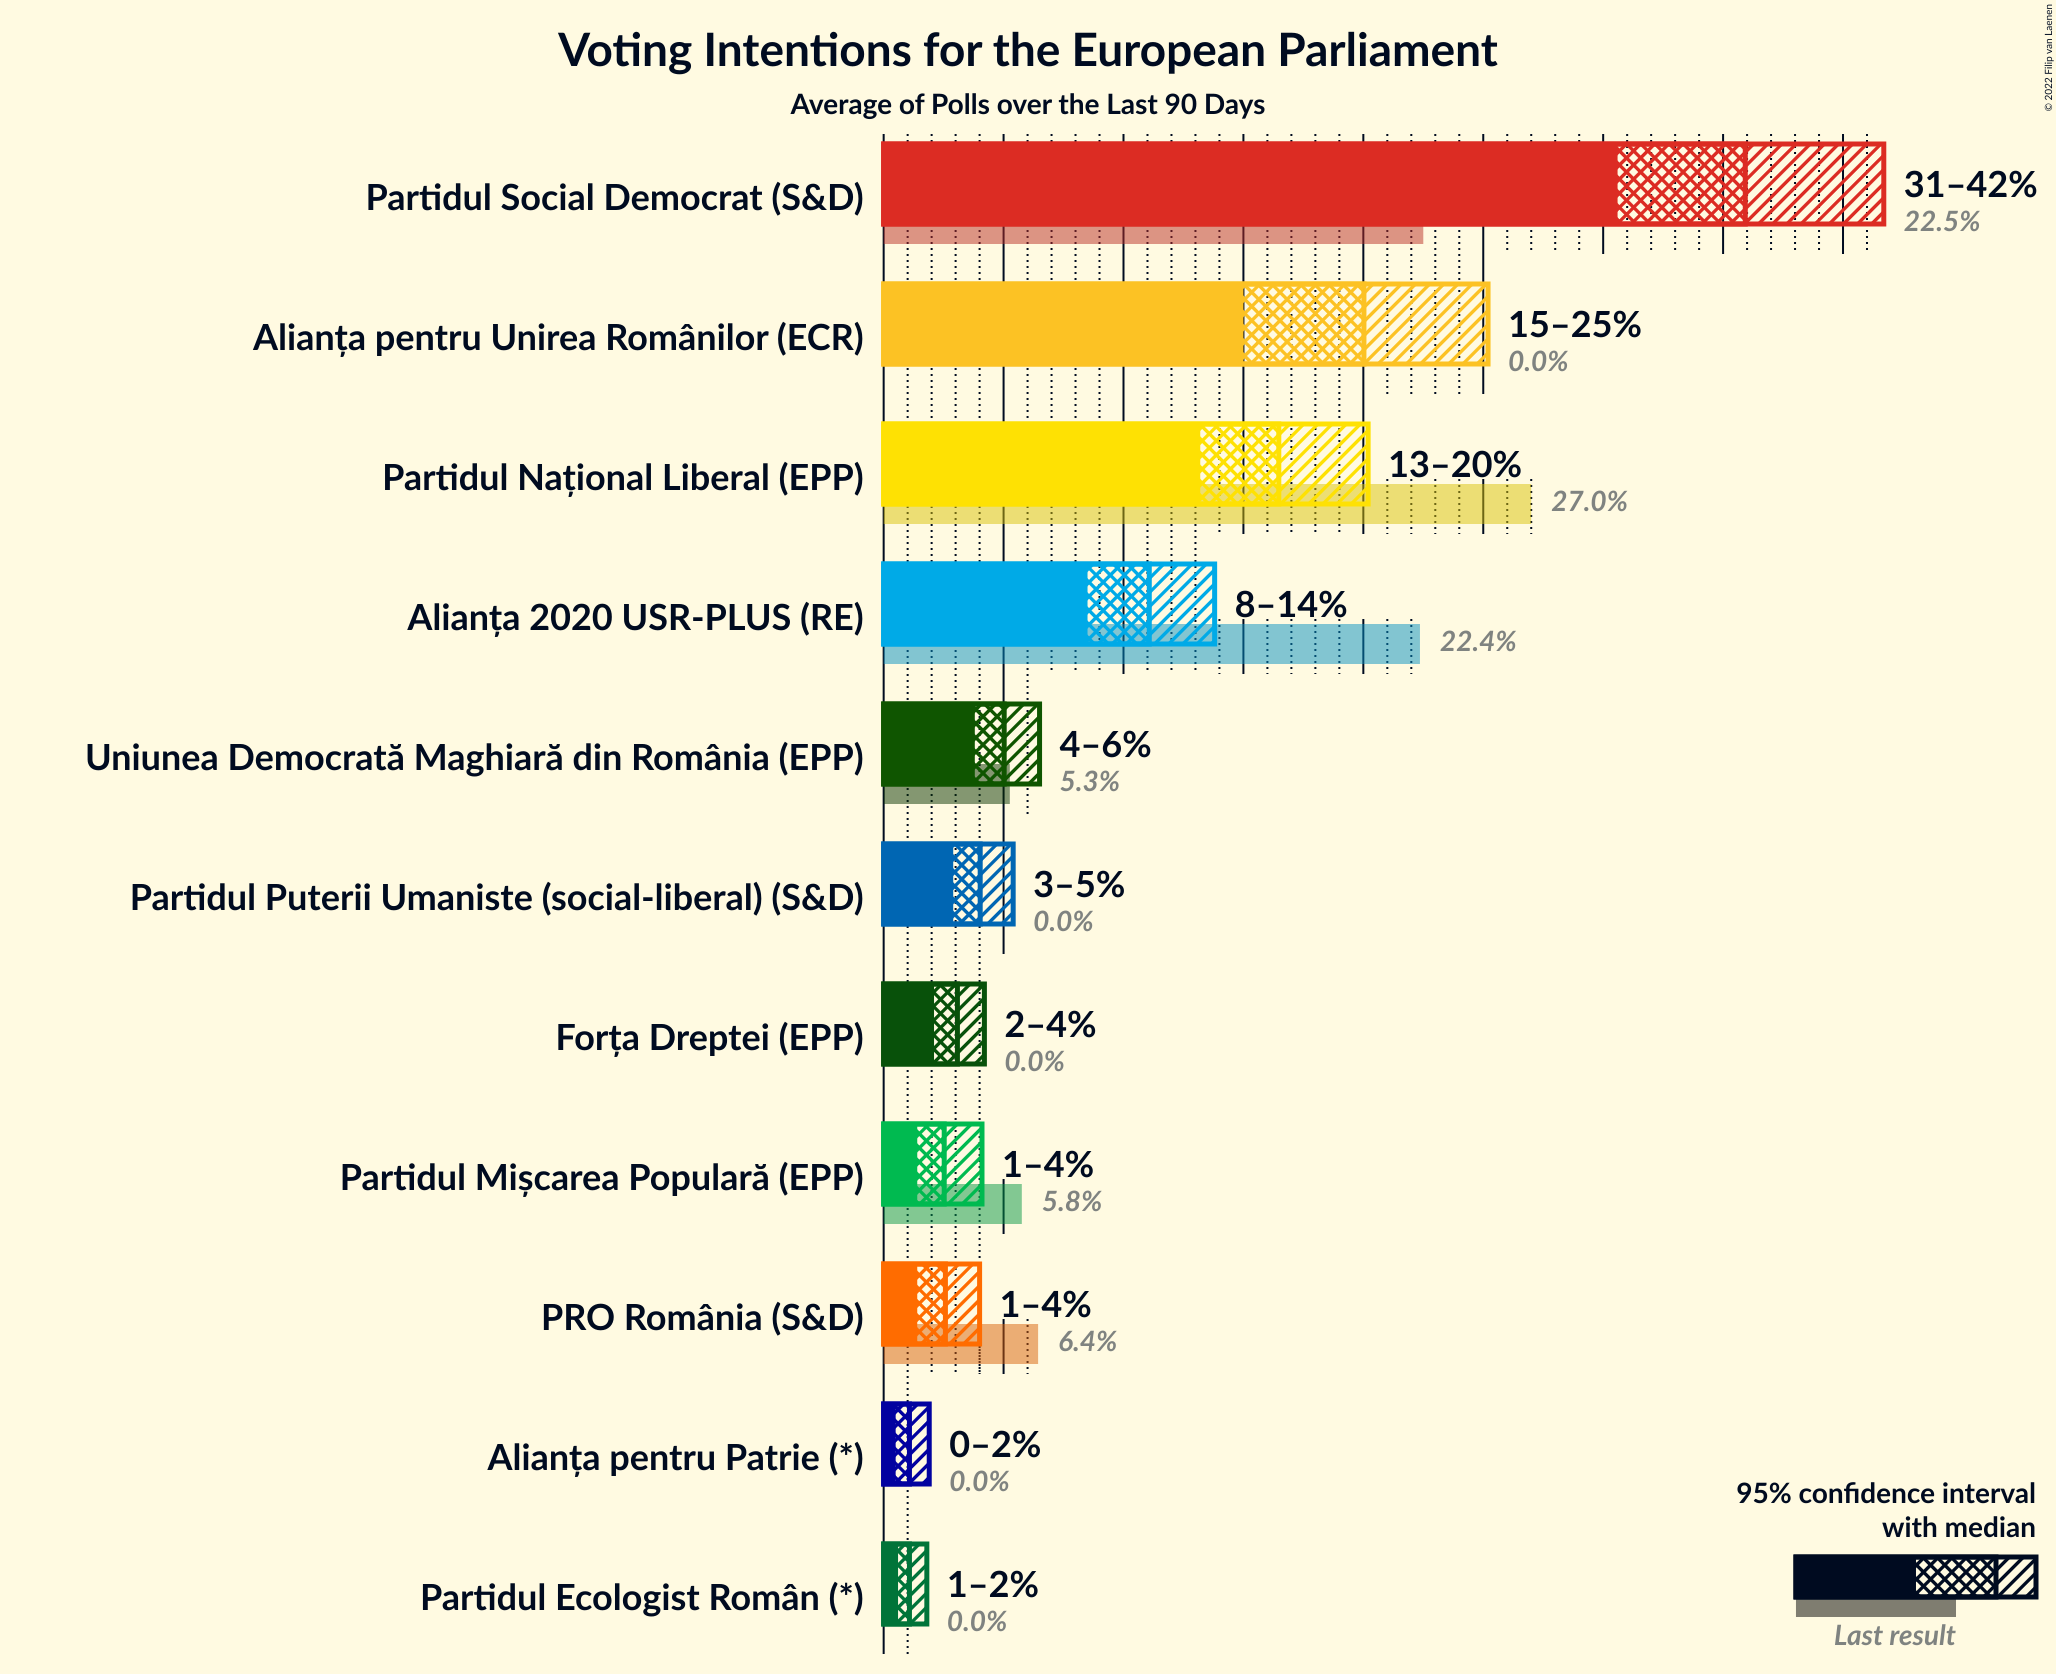 Voting Intentions for the European Parliament
Average of Polls over the Last 90 Days
© 2022 Filip van Laenen
Partidul Social Democrat (S&D)
31–42%
22.5%
Alianța pentru Unirea Românilor (ECR)
15–25%
0.0%
Partidul Național Liberal (EPP)
13–20%
27.0%
Alianța 2020 USR-PLUS (RE)
8–14%
22.4%
Uniunea Democrată Maghiară din România (EPP)
4–6%
5.3%
Partidul Puterii Umaniste (social-liberal) (S&D)
3–5%
0.0%
Forța Dreptei (EPP)
2–4%
0.0%
Partidul Mișcarea Populară (EPP)
1–4%
5.8%
PRO România (S&D)
1–4%
6.4%
Alianța pentru Patrie (*)
0–2%
0.0%
Partidul Ecologist Român (*)
1–2%
0.0%
95% confidence interval
with median
Last result